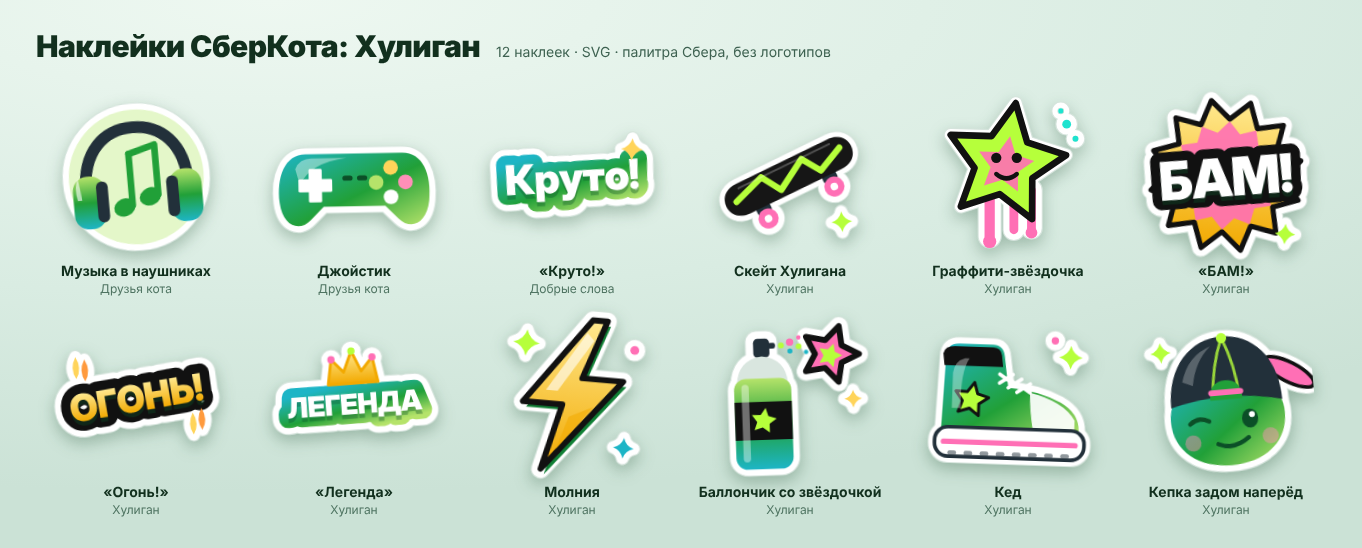 Наклейки СберКота: Хулиган 12 наклеек · SVG · палитра Сбера, без логотипов
Круто!
БАМ!
Музыка в наушниках
Друзья кота
Джойстик
Друзья кота
«Круто!»
Добрые слова
Скейт Хулигана
Хулиган
Граффити-звёздочка
Хулиган
«БАМ!»
Хулиган
ОГОНЬ!
ЛЕГЕНДА
«Огонь!»
Хулиган
«Легенда»
Хулиган
Молния
Хулиган
Баллончик со звёздочкой
Хулиган
Кед
Хулиган
Кепка задом наперёд
Хулиган